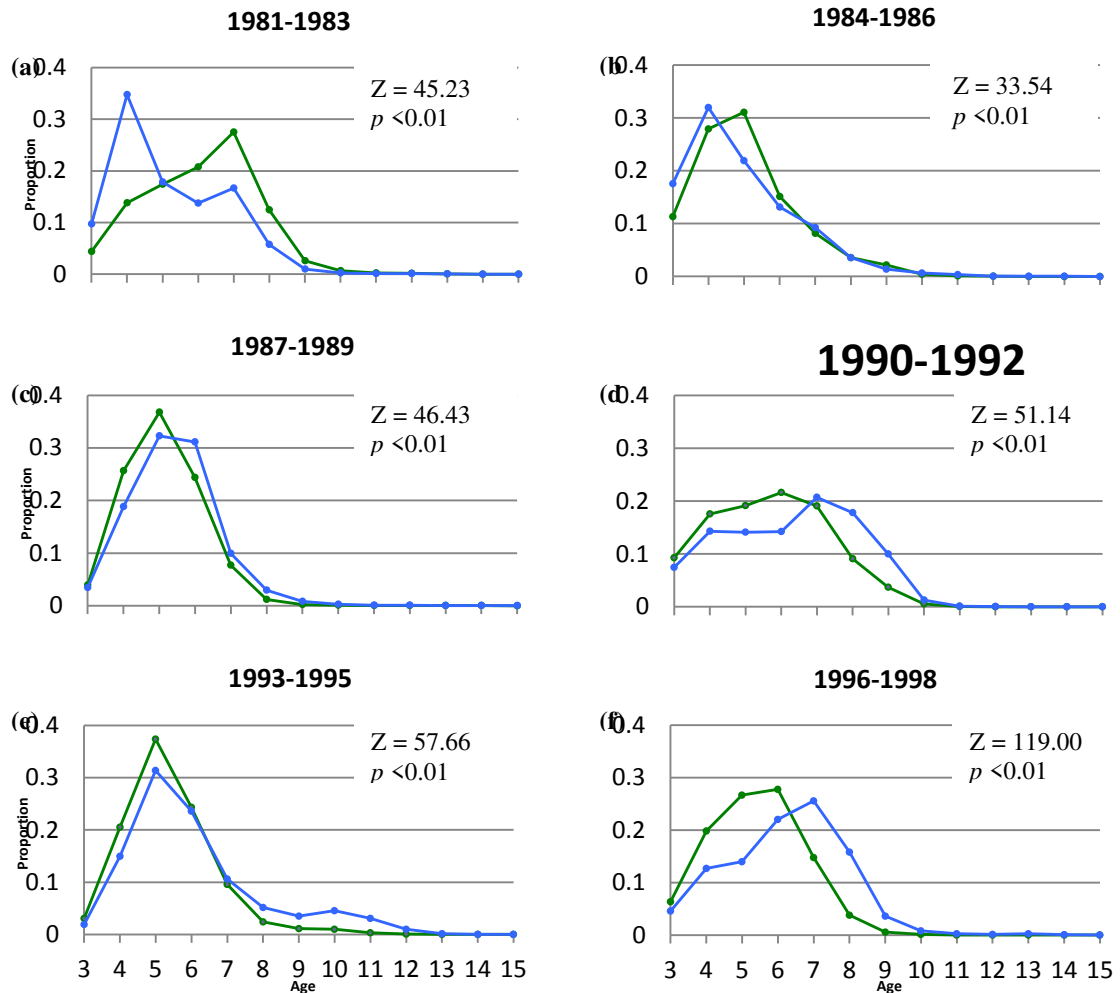 1981-1983
(a)
0.4
0.3
0.2
0.1
0
Proportion
Z = 45.23
p <0.01
1984-1986
(b)
0.4
0.3
0.2
0.1
0
Z = 33.54
p <0.01
1987-1989
(c)
0.4
0.3
0.2
0.1
0
Proportion
Z = 46.43
p <0.01
1990-1992
(d)
0.4
0.3
0.2
0.1
0
Z = 51.14
p <0.01
1993-1995
(e)
0.4
0.3
0.2
0.1
0
Proportion
Z = 57.66
p <0.01
3 4 5 6 7 8 9 10 11 12 13 14 15
Age
1996-1998
(f)
0.4
0.3
0.2
0.1
0
Z = 119.00
p <0.01
3 4 5 6 7 8 9 10 11 12 13 14 15
Age